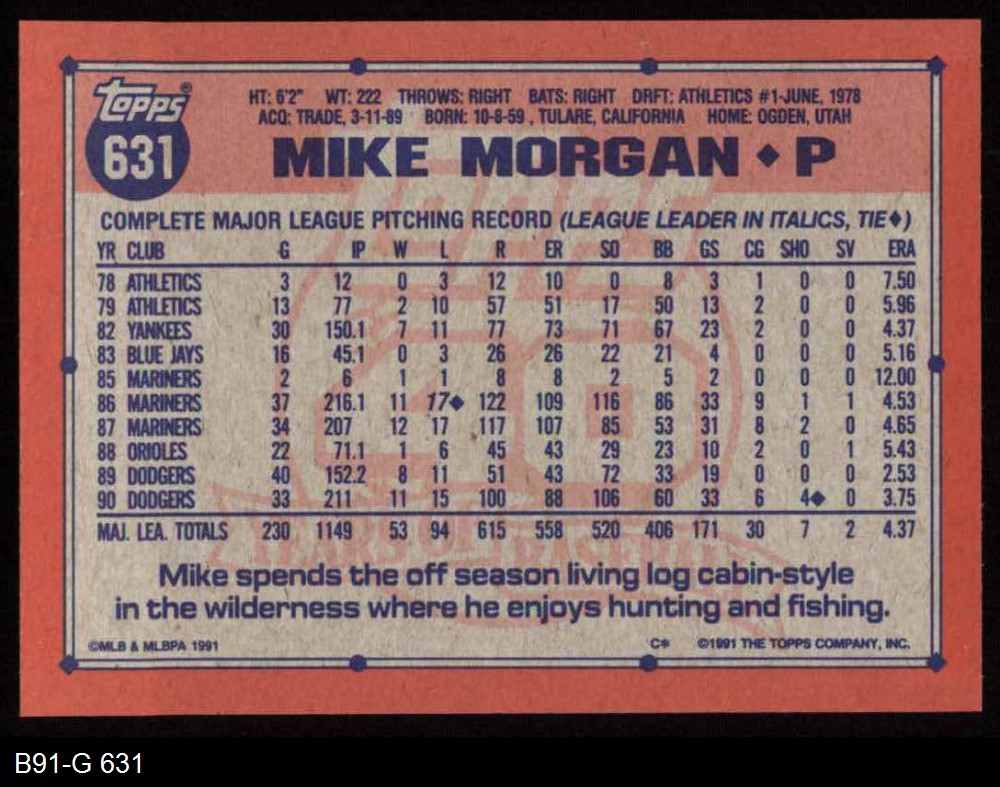 Topps®
631
HT: 6'2" WT: 222 THROWS: RIGHT BATS: RIGHT DRFT: ATHLETICS #1-JUNE, 1978
ACQ: TRADE, 3-11-89 BORN: 10-8-59, TULARE, CALIFORNIA HOME: OGDEN, UTAH
MIKE MORGAN ♦ P
COMPLETE MAJOR LEAGUE PITCHING RECORD (LEAGUE LEADER IN ITALICS, TIE♦)
YR CLUB G IP W L R ER SO BB GS CG SHO SV ERA
78 ATHLETICS 3 12 0 3 12 10 0 8 3 1 0 0 7.50
79 ATHLETICS 13 77 2 10 57 51 17 50 13 2 0 0 5.96
82 YANKEES 30 150.1 7 11 77 73 71 67 23 2 0 0 4.37
83 BLUE JAYS 16 45.1 0 3 26 26 22 21 4 0 0 0 5.16
85 MARINERS 2 6 1 1 8 8 2 5 2 0 0 0 12.00
86 MARINERS 37 216.1 11 17♦ 122 109 116 86 33 9 1 1 4.53
87 MARINERS 34 207 12 17 117 107 85 53 31 8 2 0 4.65
88 ORIOLES 22 71.1 1 6 45 43 29 23 10 2 0 1 5.43
89 DODGERS 40 152.2 8 11 51 43 72 33 19 0 0 0 2.53
90 DODGERS 33 211 11 15 100 88 106 60 33 6 4♦ 0 3.75
MAJ. LEA. TOTALS 230 1149 53 94 615 558 520 406 171 30 7 2 4.37
Topps
40
YEARS OF BASEBALL
Mike spends the off season living log cabin-style
in the wilderness where he enjoys hunting and fishing.
©MLB & MLBPA 1991 C* ©1991 THE TOPPS COMPANY, INC.
B91-G 631